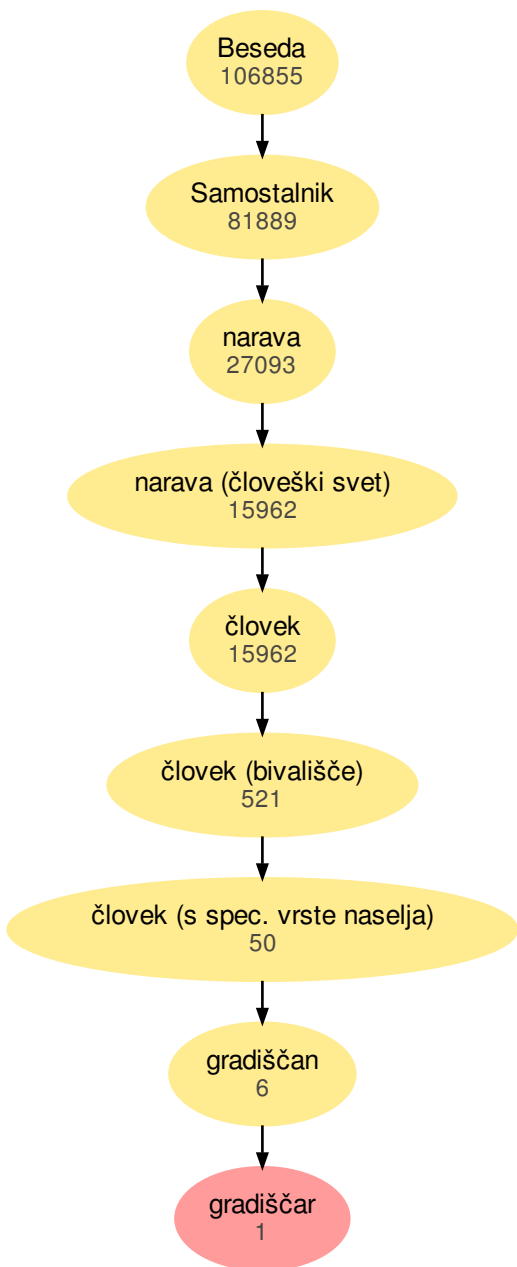 Beseda
106855
Samostalnik
81889
narava
27093
narava (človeški svet)
15962
človek
15962
človek (bivališče)
521
človek (s spec. vrste naselja)
50
gradiščan
6
gradiščar
1